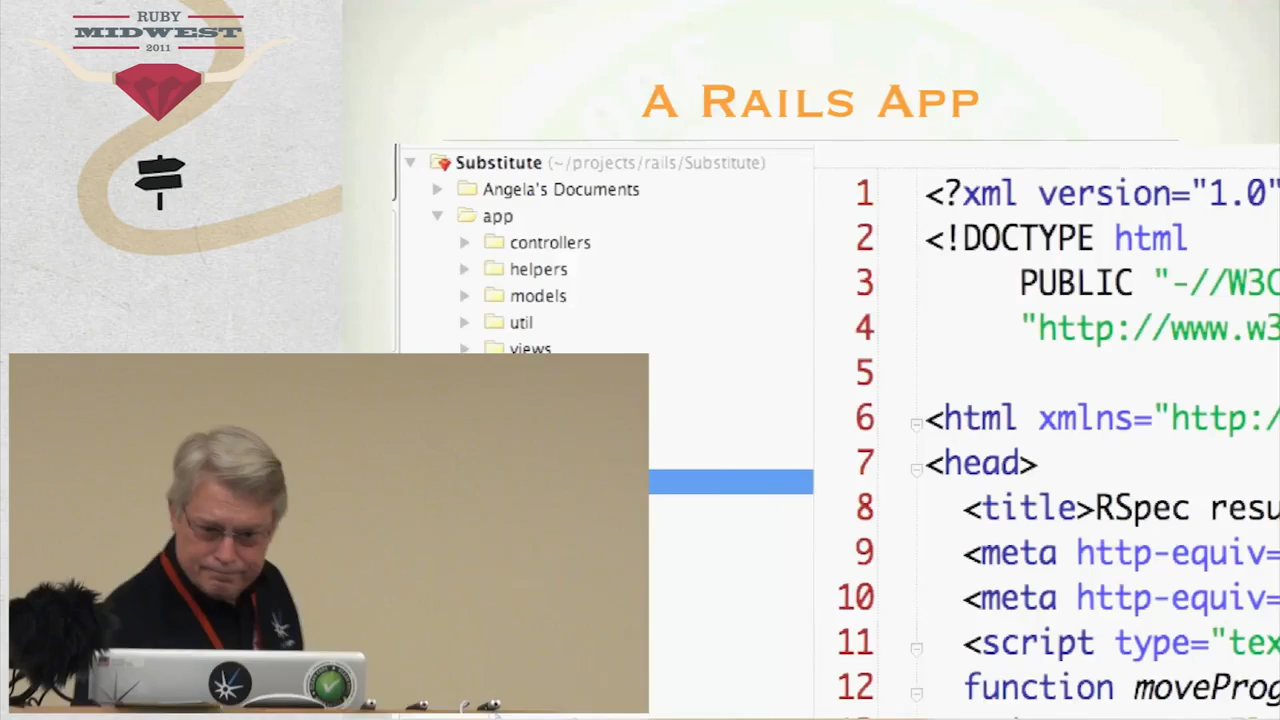 RUBY
MIDWEST
2011
A RAILS APP
Substitute (~/projects/rails/Substitute)
Angela's Documents
app
controllers
helpers
models
util
views
1 <?xml version="1.0"
2 <!DOCTYPE html
3 PUBLIC "-//W3C
4 "http://www.w3
5
6 <html xmlns="http:/
7 <head>
8 <title>RSpec resu
9 <meta http-equiv=
10 <meta http-equiv=
11 <script type="tex
12 function moveProg